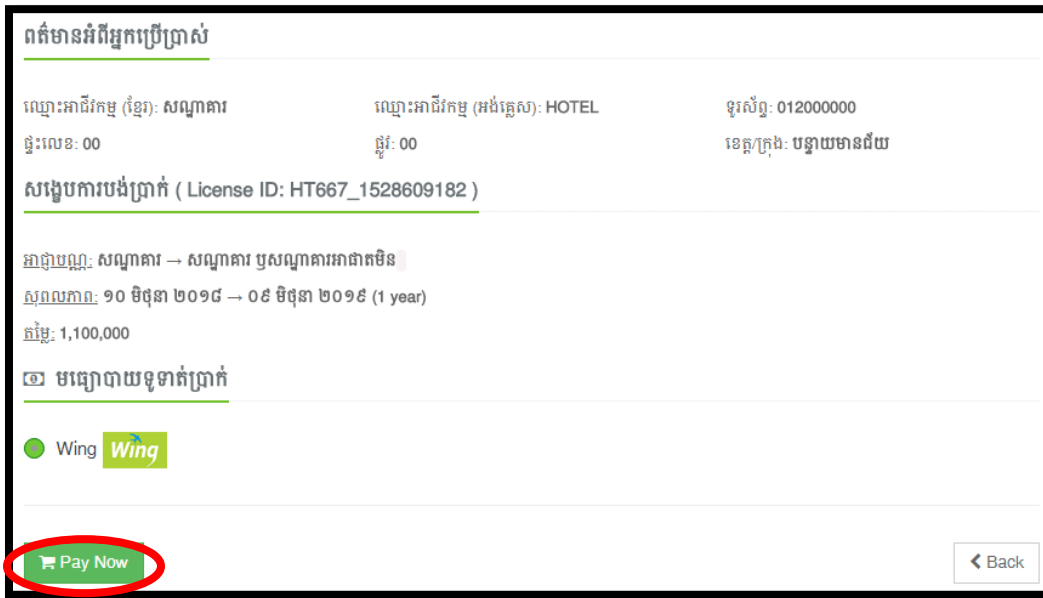 ពត៌មានអំពីអ្នកប្រើប្រាស់
ឈ្មោះអាជីវកម្ម (ខ្មែរ): សណ្ឋាគារ ឈ្មោះអាជីវកម្ម (អង់គ្លេស): HOTEL ទូរស័ព្ទ: 012000000
ផ្ទះលេខ: 00 ផ្លូវ: 00 ខេត្ត/ក្រុង: បន្ទាយមានជ័យ
សង្ខេបការបង់ប្រាក់ ( License ID: HT667_1528609182 )
អាជ្ញាបណ្ណ: សណ្ឋាគារ → សណ្ឋាគារ ឫសណ្ឋាគារអាផាតមិន
សុពលភាព: ១០ មិថុនា ២០១៨ → ០៩ មិថុនា ២០១៩ (1 year)
តម្លៃ: 1,100,000
មធ្យោបាយទូទាត់ប្រាក់
Wing Wing
Pay Now Back